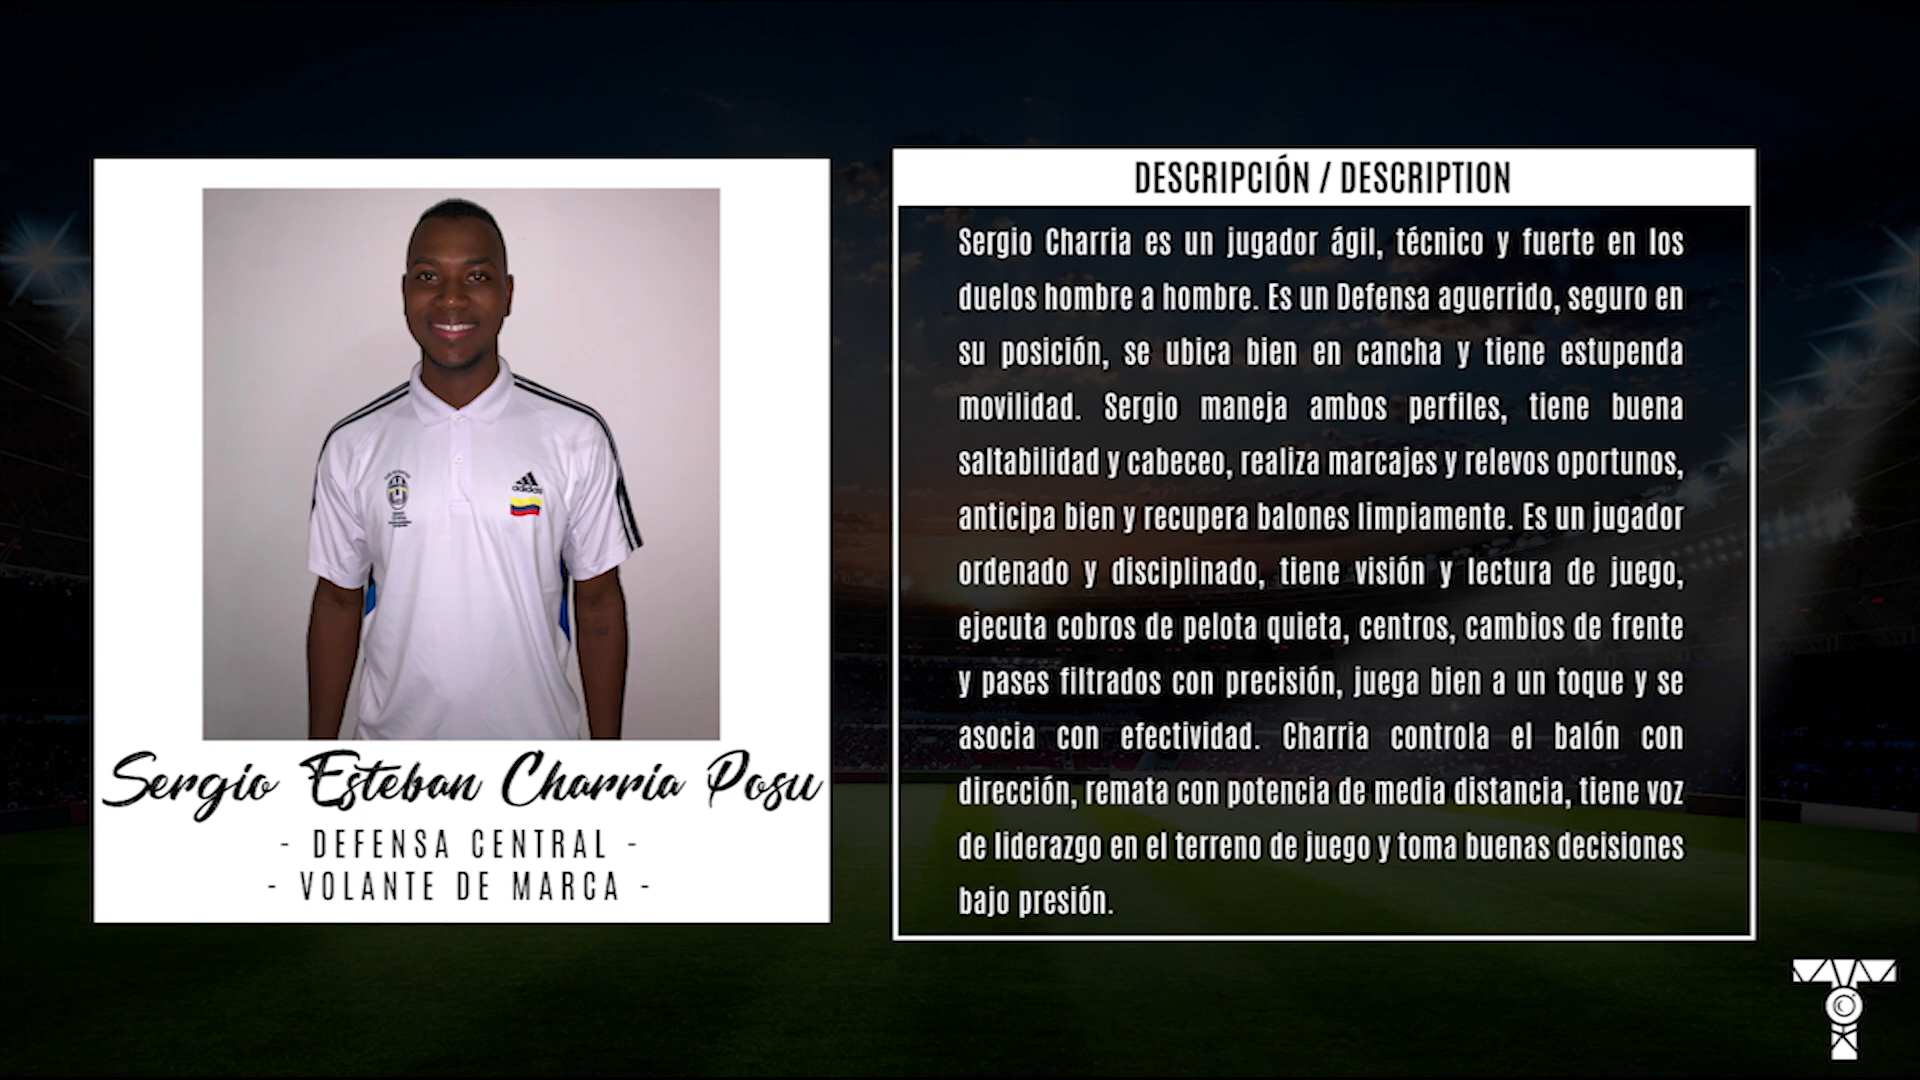 adidas
Sergio Esteban Charria Posu
- DEFENSA CENTRAL -
- VOLANTE DE MARCA -
DESCRIPCIÓN / DESCRIPTION
Sergio Charria es un jugador ágil, técnico y fuerte en los
duelos hombre a hombre. Es un Defensa aguerrido, seguro en
su posición, se ubica bien en cancha y tiene estupenda
movilidad. Sergio maneja ambos perfiles, tiene buena
saltabilidad y cabeceo, realiza marcajes y relevos oportunos,
anticipa bien y recupera balones limpiamente. Es un jugador
ordenado y disciplinado, tiene visión y lectura de juego,
ejecuta cobros de pelota quieta, centros, cambios de frente
y pases filtrados con precisión, juega bien a un toque y se
asocia con efectividad. Charria controla el balón con
dirección, remata con potencia de media distancia, tiene voz
de liderazgo en el terreno de juego y toma buenas decisiones
bajo presión.